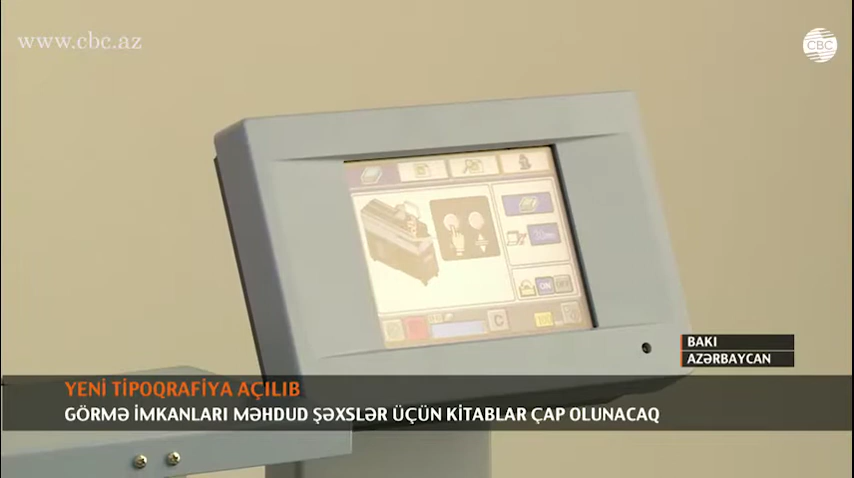 www.cbc.az
CBC
ON
C
BAKI
AZƏRBAYCAN
YENİ TİPOQRAFİYA AÇILIB
GÖRMƏ İMKANLARI MƏHDUD ŞƏXSLƏR ÜÇÜN KİTABLAR ÇAP OLUNACAQ